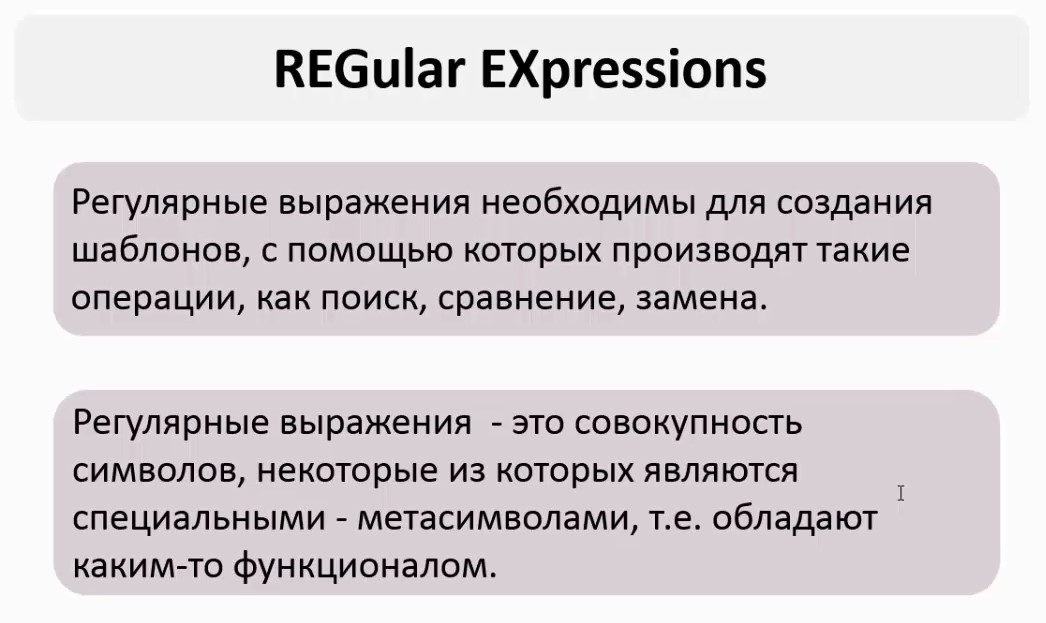 REGular EXpressions
Регулярные выражения необходимы для создания
шаблонов, с помощью которых производят такие
операции, как поиск, сравнение, замена.
Регулярные выражения  - это совокупность
символов, некоторые из которых являются
специальными - метасимволами, т.е. обладают
каким-то функционалом.